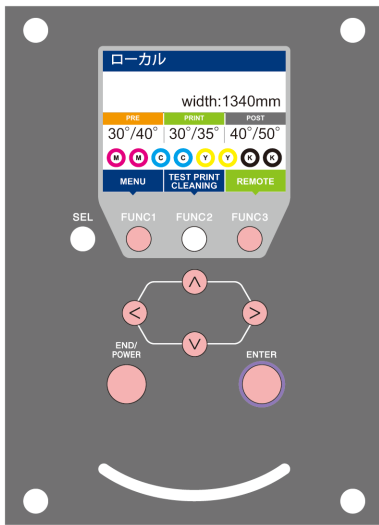 ローカル
width:1340mm
PRE PRINT POST
30°/40° 30°/35° 40°/50°
M M C C Y Y K K
MENU TEST PRINT CLEANING REMOTE
SEL FUNC1 FUNC2 FUNC3
END/
POWER
ENTER